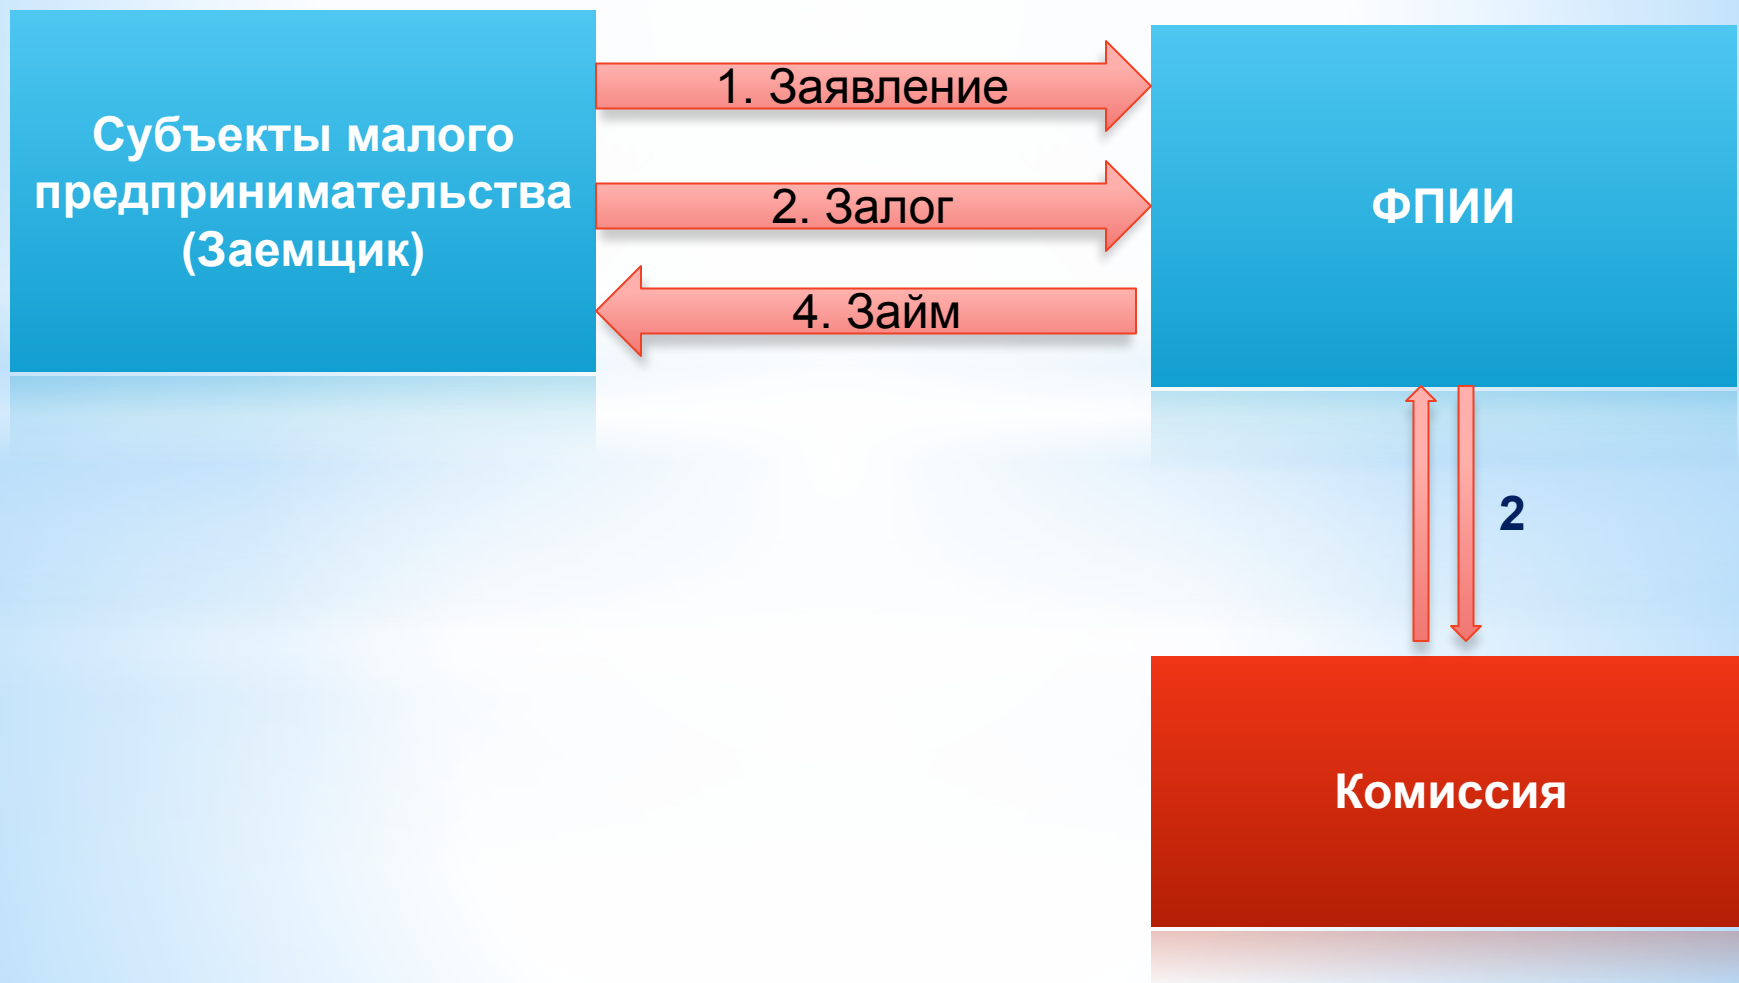 Субъекты малого
предпринимательства
(Заемщик)
1. Заявление
2. Залог
4. Займ
ФПИИ
2
Комиссия